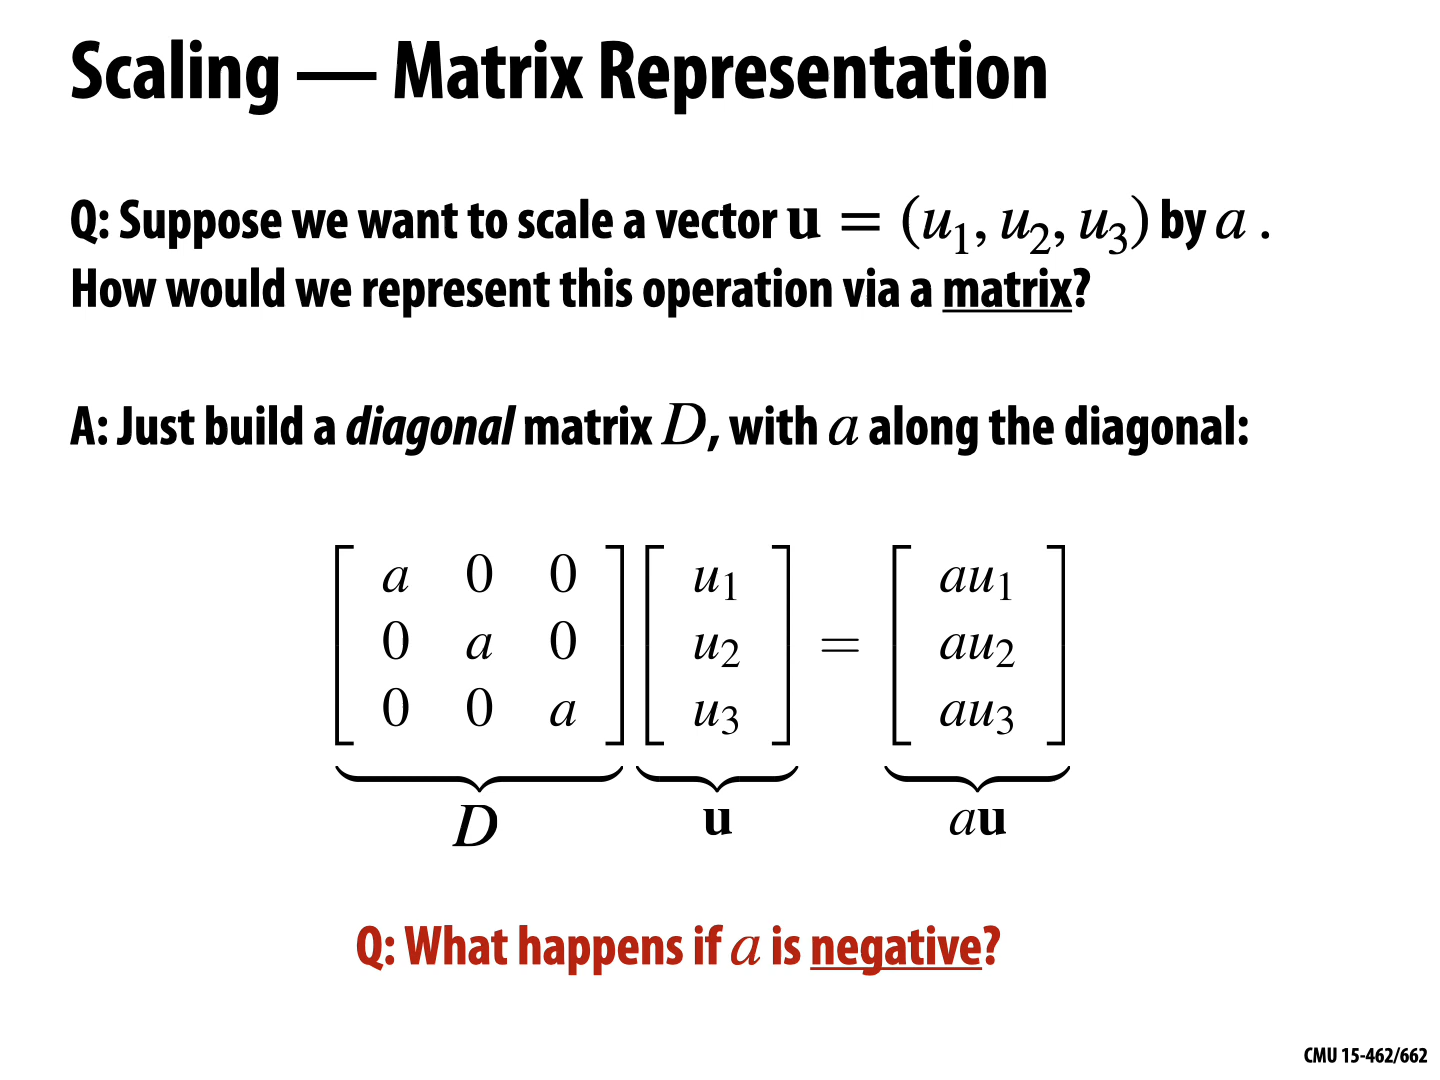 Scaling — Matrix Representation
Q: Suppose we want to scale a vector u = (u₁, u₂, u₃) by a .
How would we represent this operation via a matrix?
A: Just build a diagonal matrix D, with a along the diagonal:
[ a 0 0 ] [ u₁ ] [ au₁ ]
[ 0 a 0 ] [ u₂ ] = [ au₂ ]
[ 0 0 a ] [ u₃ ] [ au₃ ]
D u au
Q: What happens if a is negative?
CMU 15-462/662